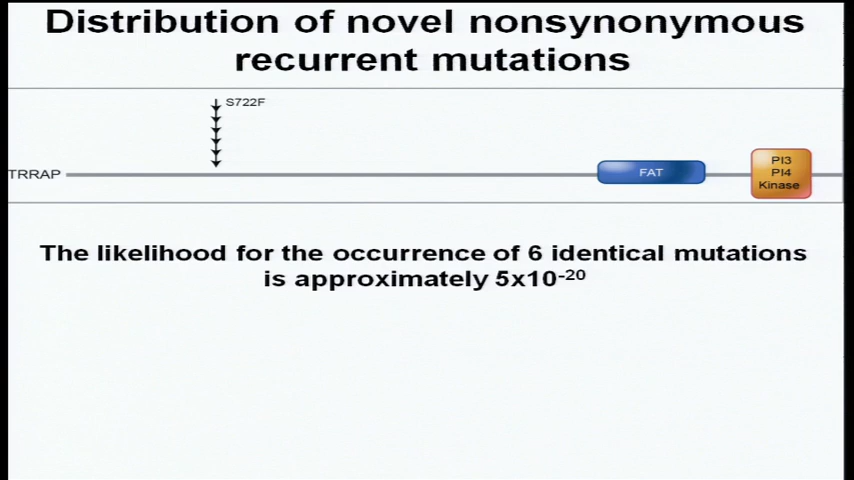 Distribution of novel nonsynonymous
recurrent mutations
S722F
TRRAP
FAT
PI3
PI4
Kinase
The likelihood for the occurrence of 6 identical mutations
is approximately 5x10⁻²⁰